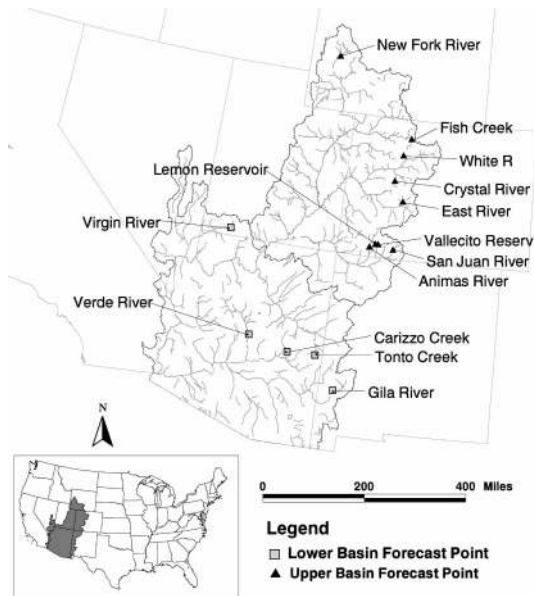 New Fork River
Fish Creek
White R
Lemon Reservoir
Crystal River
East River
Virgin River
Vallecito Reserv
San Juan River
Animas River
Verde River
Carizzo Creek
Tonto Creek
Gila River
N
0 200 400 Miles
Legend
Lower Basin Forecast Point
Upper Basin Forecast Point